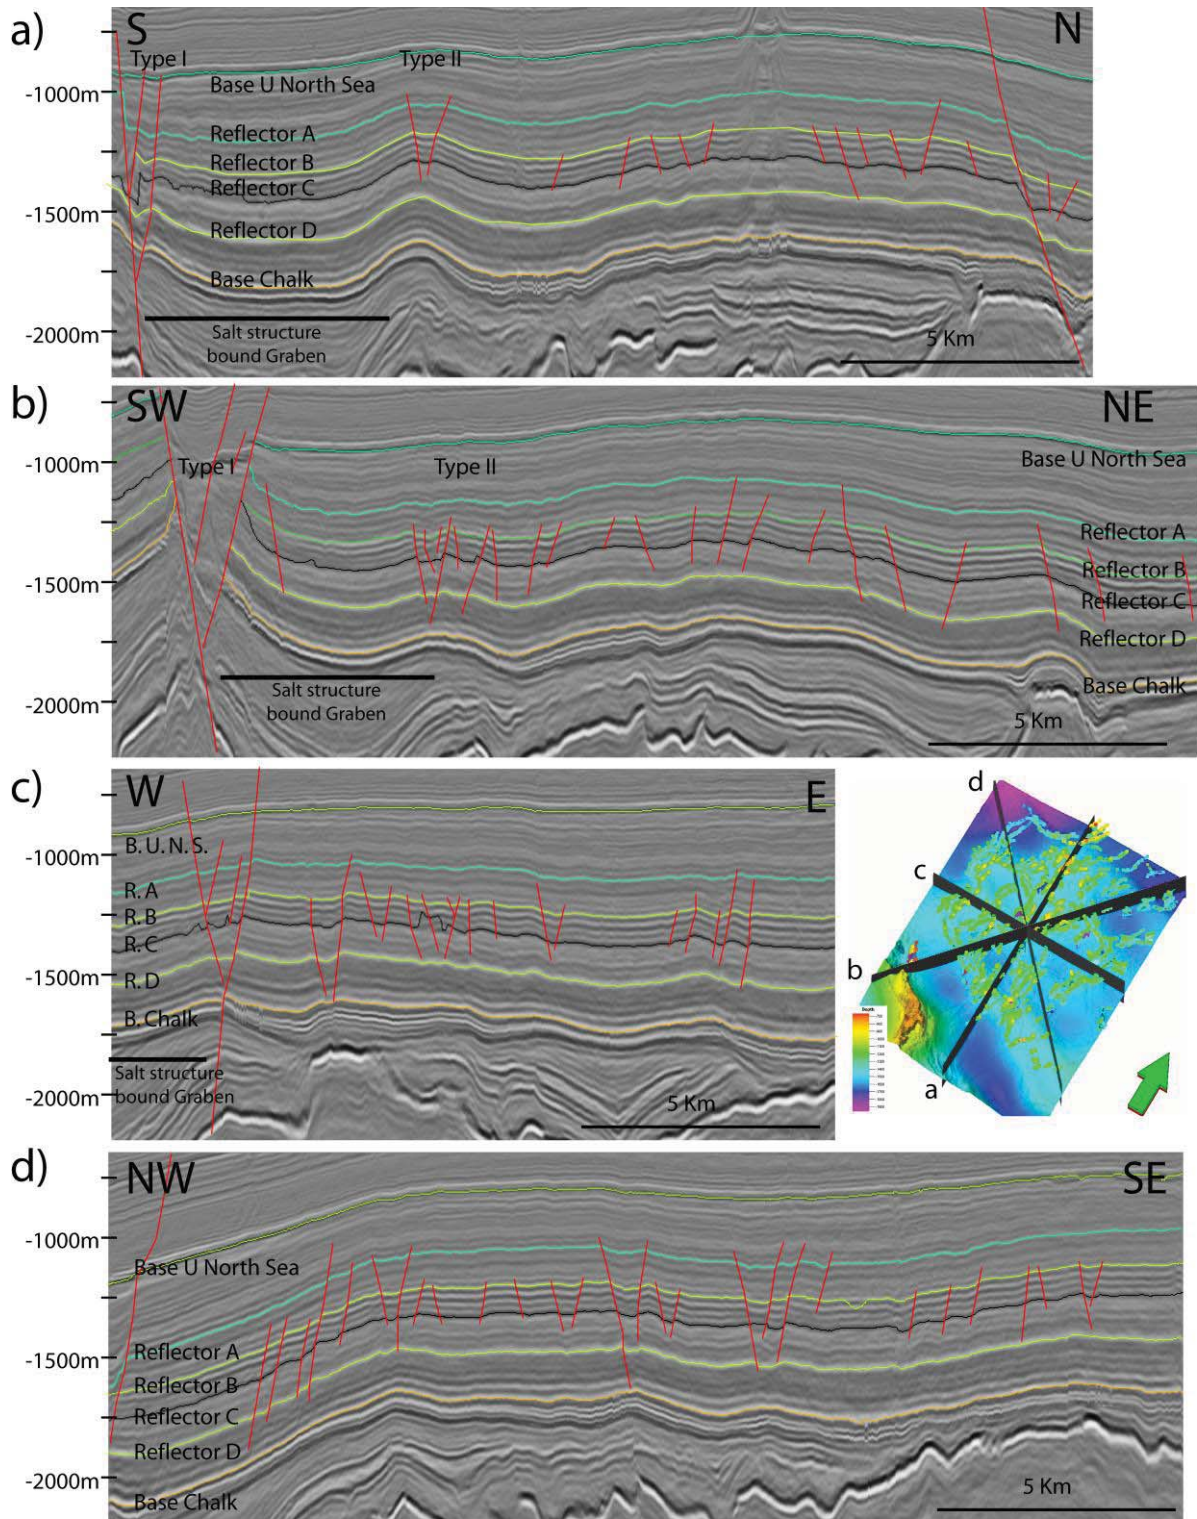 a)
S
N
Type I
Type II
Base U North Sea
-1000m
Reflector A
Reflector B
Reflector C
-1500m
Reflector D
Base Chalk
-2000m
Salt structure
bound Graben
5 Km
b)
SW
NE
Type I
Type II
Base U North Sea
-1000m
Reflector A
-1500m
Reflector B
Reflector C
Reflector D
Salt structure
bound Graben
Base Chalk
-2000m
5 Km
c)
W
E
B. U. N. S.
-1000m
R. A
R. B
R. C
-1500m
R. D
B. Chalk
Salt structure
bound Graben
-2000m
5 Km
d
c
b
a
Depth
d)
NW
SE
-1000m
Base U North Sea
-1500m
Reflector A
Reflector B
Reflector C
Reflector D
-2000m
Base Chalk
5 Km